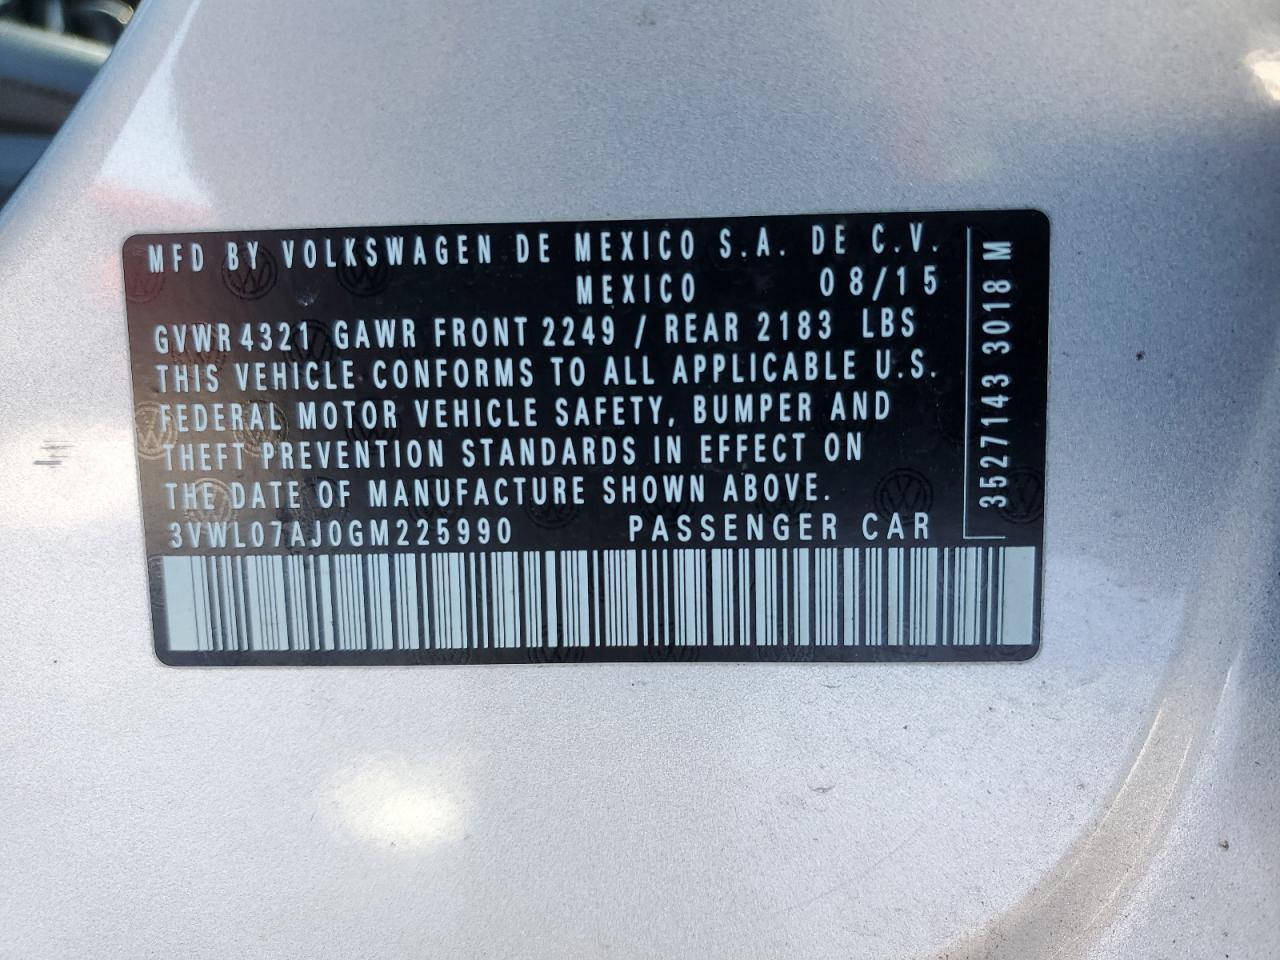 MFD BY VOLKSWAGEN DE MEXICO S.A. DE C.V.
MEXICO 08/15
GVWR 4321 GAWR FRONT 2249 / REAR 2183 LBS
THIS VEHICLE CONFORMS TO ALL APPLICABLE U.S.
FEDERAL MOTOR VEHICLE SAFETY, BUMPER AND
THEFT PREVENTION STANDARDS IN EFFECT ON
THE DATE OF MANUFACTURE SHOWN ABOVE.
3VWL07AJ0GM225990 PASSENGER CAR
3527143 3018 M